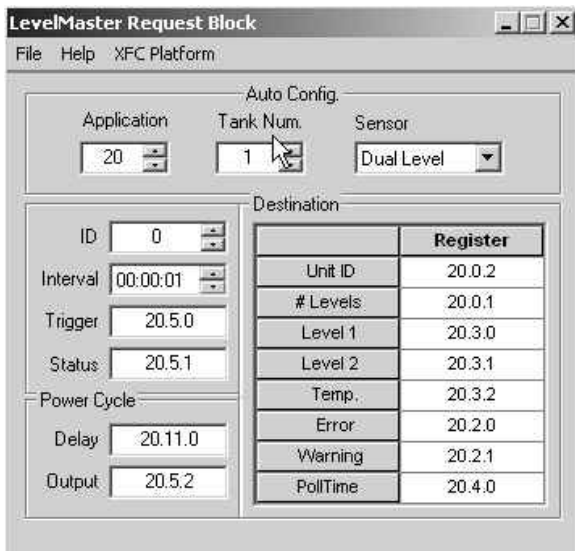 LevelMaster Request Block
File Help XFC Platform
Auto Config.
Application Tank Num. Sensor
20 1 Dual Level
ID 0
Interval 00:00:01
Trigger 20.5.0
Status 20.5.1
Power Cycle
Delay 20.11.0
Output 20.5.2
Destination
Register
Unit ID 20.0.2
# Levels 20.0.1
Level 1 20.3.0
Level 2 20.3.1
Temp. 20.3.2
Error 20.2.0
Warning 20.2.1
PollTime 20.4.0